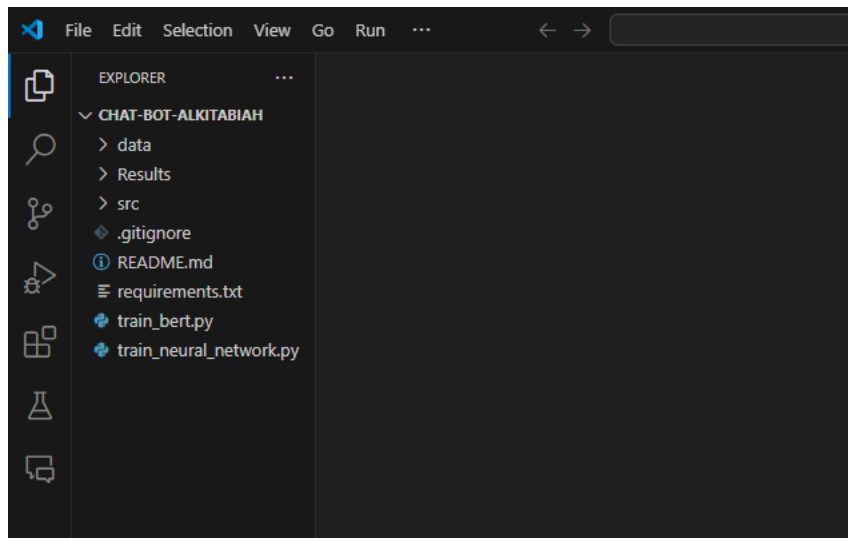 File Edit Selection View Go Run ···
EXPLORER ···
CHAT-BOT-ALKITABIAH
data
Results
src
.gitignore
README.md
requirements.txt
train_bert.py
train_neural_network.py